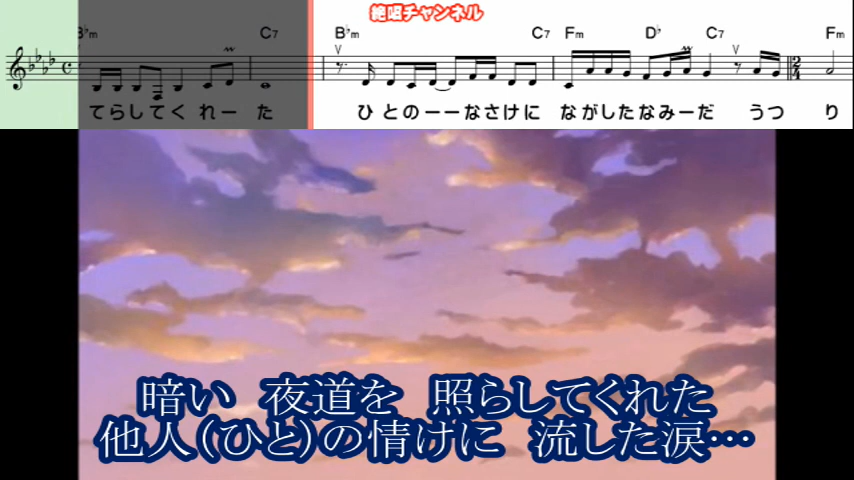 絶唱チャンネル
B♭m C7 B♭m C7 Fm D♭ C7 Fm
てらしてくれーた ひとのーーなさけに ながしたなみーだ うつり
暗い 夜道を 照らしてくれた
他人(ひと)の情けに 流した涙…